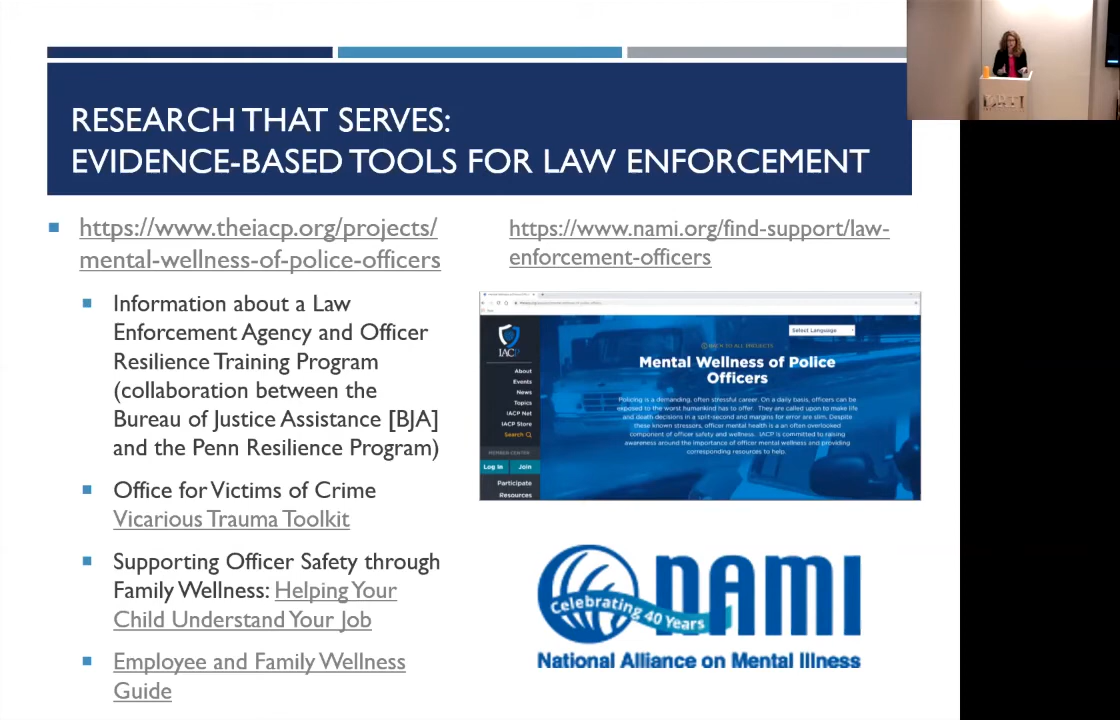 RESEARCH THAT SERVES:
EVIDENCE-BASED TOOLS FOR LAW ENFORCEMENT
https://www.theiacp.org/projects/
mental-wellness-of-police-officers
Information about a Law
Enforcement Agency and Officer
Resilience Training Program
(collaboration between the
Bureau of Justice Assistance [BJA]
and the Penn Resilience Program)
Office for Victims of Crime
Vicarious Trauma Toolkit
Supporting Officer Safety through
Family Wellness: Helping Your
Child Understand Your Job
Employee and Family Wellness
Guide
https://www.nami.org/find-support/law-
enforcement-officers
IACP
About
Events
News
Topics
IACP Net
IACP Store
Search
MEMBER CENTER
Log In Join
Participate
Resources
Select Language
BACK TO ALL PROJECTS
Mental Wellness of Police
Officers
Policing is a demanding, often stressful career. On a daily basis, officers can be
exposed to the worst humankind has to offer. They are called upon to make life
and death decisions in a split-second and margins for error are slim. Despite
these known stressors, officer mental health is an often overlooked
component of officer safety and wellness. IACP is committed to raising
awareness around the importance of officer mental wellness and providing
corresponding resources to help.
nAMI
Celebrating 40 Years
National Alliance on Mental Illness